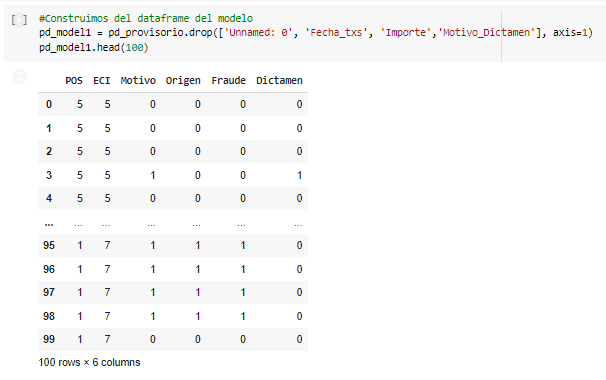 [ ] #Construimos del dataframe del modelo
pd_model1 = pd_provisorio.drop(['Unnamed: 0', 'Fecha_txs', 'Importe','Motivo_Dictamen'], axis=1)
pd_model1.head(100)
POS ECI Motivo Origen Fraude Dictamen
0 5 5 0 0 0 0
1 5 5 0 0 0 0
2 5 5 0 0 0 0
3 5 5 1 0 0 1
4 5 5 0 0 0 0
... ... ... ... ... ... ...
95 1 7 1 1 1 0
96 1 7 1 1 1 0
97 1 7 1 1 1 0
98 1 7 1 1 1 0
99 1 7 0 0 0 0
100 rows × 6 columns